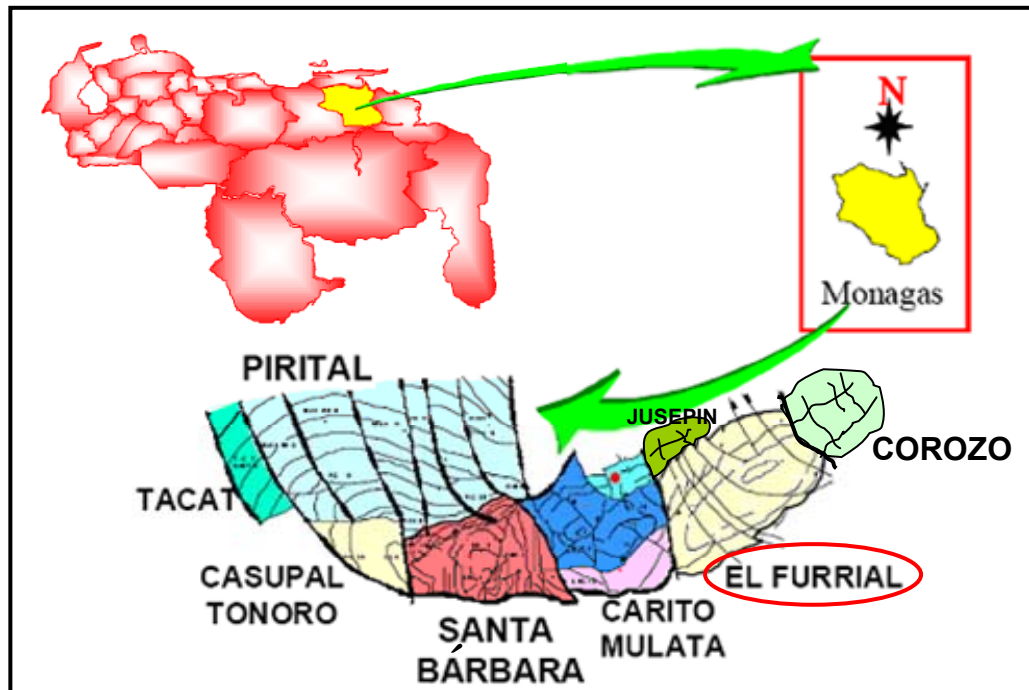 N
Monagas
PIRITAL
JUSEPIN
COROZO
TACAT
CASUPAL
TONORO
EL FURRIAL
CARITO
MULATA
SANTA
BÁRBARA